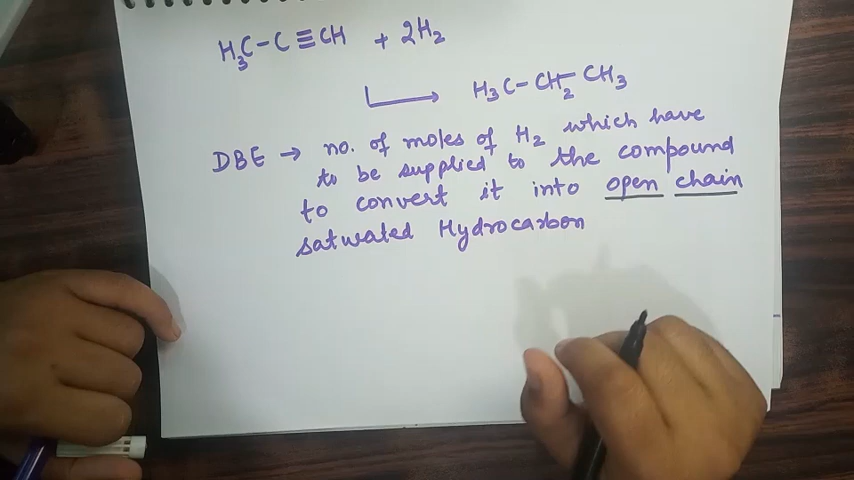 H₃C-C≡CH + 2H₂
H₃C-CH₂-CH₃
DBE → no. of moles of H₂ which have
to be supplied to the compound
to convert it into open chain
saturated Hydrocarbon